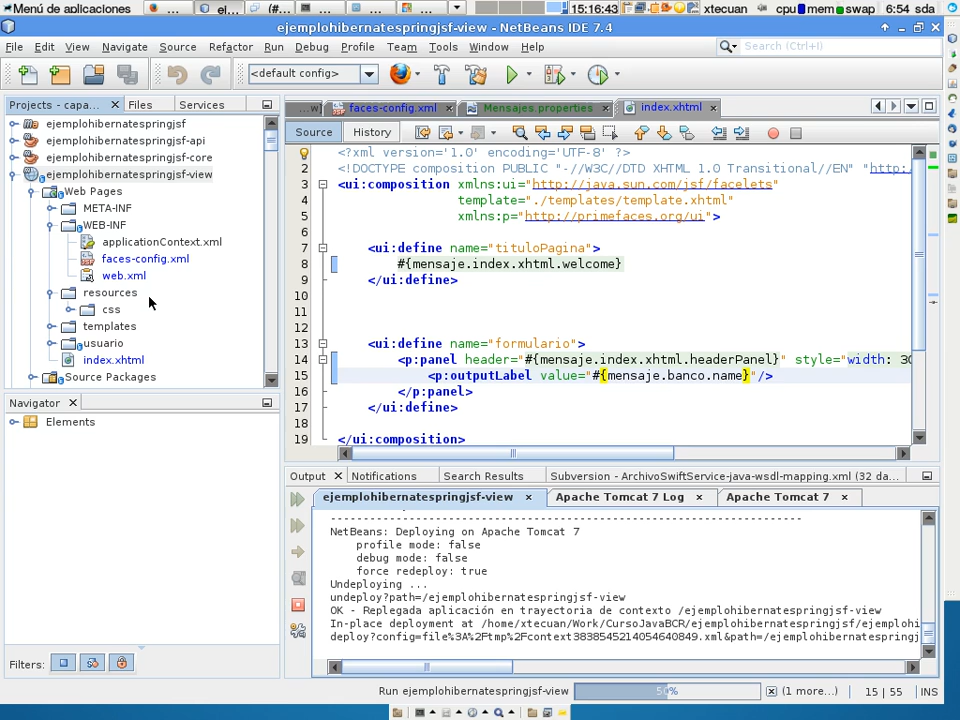 Menú de aplicaciones
15:16:43
xtecuan
cpu mem swap
6:54 sda
ejemplohibernatespringjsf-view - NetBeans IDE 7.4
File Edit View Navigate Source Refactor Run Debug Profile Team Tools Window Help
Search (Ctrl+I)
<default config>
Projects - capa... Files Services
...w] faces-config.xml Mensajes.properties index.xhtml
Source History
ejemplohibernatespringjsf
ejemplohibernatespringjsf-api
ejemplohibernatespringjsf-core
ejemplohibernatespringjsf-view
Web Pages
META-INF
WEB-INF
applicationContext.xml
faces-config.xml
web.xml
resources
css
templates
usuario
index.xhtml
Source Packages
1 <?xml version='1.0' encoding='UTF-8' ?>
2 <!DOCTYPE composition PUBLIC "-//W3C//DTD XHTML 1.0 Transitional//EN" "http:/
3 <ui:composition xmlns:ui="http://java.sun.com/jsf/facelets"
4 template="./templates/template.xhtml"
5 xmlns:p="http://primefaces.org/ui">
6
7 <ui:define name="tituloPagina">
8 #{mensaje.index.xhtml.welcome}
9 </ui:define>
10
11
12
13 <ui:define name="formulario">
14 <p:panel header="#{mensaje.index.xhtml.headerPanel}" style="width: 30
15 <p:outputLabel value="#{mensaje.banco.name}"/>
16 </p:panel>
17 </ui:define>
18
19 </ui:composition>
Navigator
Elements
Filters:
Output Notifications Search Results Subversion - ArchivoSwiftService-java-wsdl-mapping.xml (32 da...
ejemplohibernatespringjsf-view Apache Tomcat 7 Log Apache Tomcat 7
------------------------------------------------------------------------
NetBeans: Deploying on Apache Tomcat 7
profile mode: false
debug mode: false
force redeploy: true
Undeploying ...
undeploy?path=/ejemplohibernatespringjsf-view
OK - Replegada aplicación en trayectoria de contexto /ejemplohibernatespringjsf-view
In-place deployment at /home/xtecuan/Work/CursoJavaBCR/ejemplohibernatespringjsf/ejemplohi
deploy?config=file%3A%2Ftmp%2Fcontext3838545214054640849.xml&path=/ejemplohibernatespringj
Run ejemplohibernatespringjsf-view 50% (1 more...) 15 | 55 INS